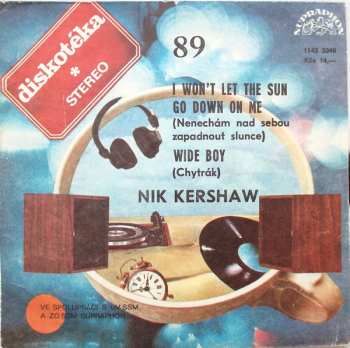 diskotéka
*
STEREO
89
SUPRAPHON
1143 3046
Kčs 14,—
I WON'T LET THE SUN
GO DOWN ON ME
(Nenechám nad sebou
zapadnout slunce)
WIDE BOY
(Chytrák)
NIK KERSHAW
VE SPOLUPRÁCI S ÚV SSM
A ZO SSM SUPRAPHON